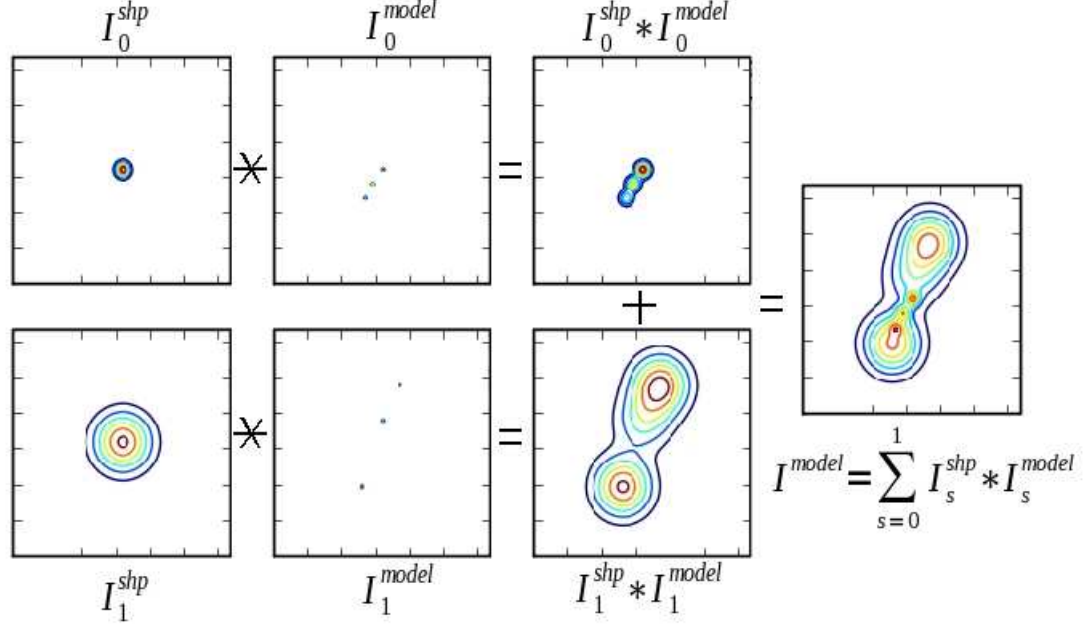 I_0^{shp}
I_0^{model}
I_0^{shp} * I_0^{model}
* =
+ =
* =
I^{model} = \sum_{s=0}^{1} I_s^{shp} * I_s^{model}
I_1^{shp}
I_1^{model}
I_1^{shp} * I_1^{model}